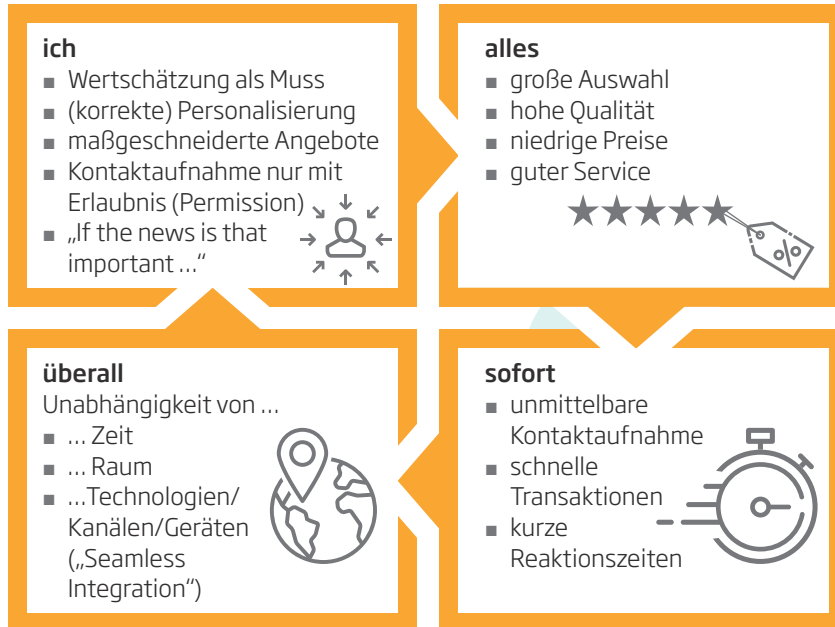 ich
▪ Wertschätzung als Muss
▪ (korrekte) Personalisierung
▪ maßgeschneiderte Angebote
▪ Kontaktaufnahme nur mit
Erlaubnis (Permission)
▪ „If the news is that
important …“
alles
▪ große Auswahl
▪ hohe Qualität
▪ niedrige Preise
▪ guter Service
%
überall
Unabhängigkeit von …
▪ … Zeit
▪ … Raum
▪ …Technologien/
Kanälen/Geräten
(„Seamless
Integration“)
sofort
▪ unmittelbare
Kontaktaufnahme
▪ schnelle
Transaktionen
▪ kurze
Reaktionszeiten